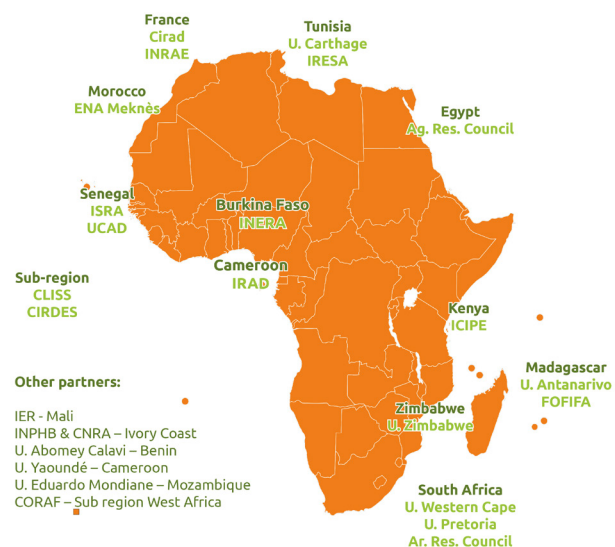 France
Cirad
INRAE
Tunisia
U. Carthage
IRESA
Morocco
ENA Meknès
Egypt
Ag. Res. Council
Senegal
ISRA
UCAD
Burkina Faso
INERA
Cameroon
IRAD
Sub-region
CLISS
CIRDES
Kenya
ICIPE
Madagascar
U. Antanarivo
FOFIFA
Zimbabwe
U. Zimbabwe
South Africa
U. Western Cape
U. Pretoria
Ar. Res. Council
Other partners:
IER - Mali
INPHB & CNRA – Ivory Coast
U. Abomey Calavi – Benin
U. Yaoundé – Cameroon
U. Eduardo Mondiane – Mozambique
CORAF – Sub region West Africa